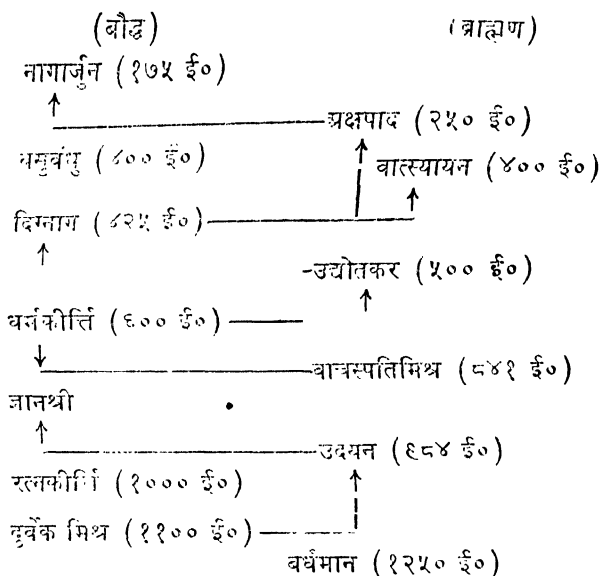 (बौद्ध) (ब्राह्मण)
नागार्जुन (१७५ ई०)
अक्षपाद (२५० ई०)
वसुबंधु (४०० ई०)
वात्स्यायन (४०० ई०)
दिग्नाग (४२५ ई०)
उद्योतकर (५०० ई०)
धर्मकीर्त्ति (६०० ई०)
वाचस्पतिमिश्र (८४१ ई०)
ज्ञानश्री
उदयन (९८४ ई०)
रत्नकीर्त्ति (१००० ई०)
दुर्वेक मिश्र (११०० ई०)
बर्धमान (१२५० ई०)